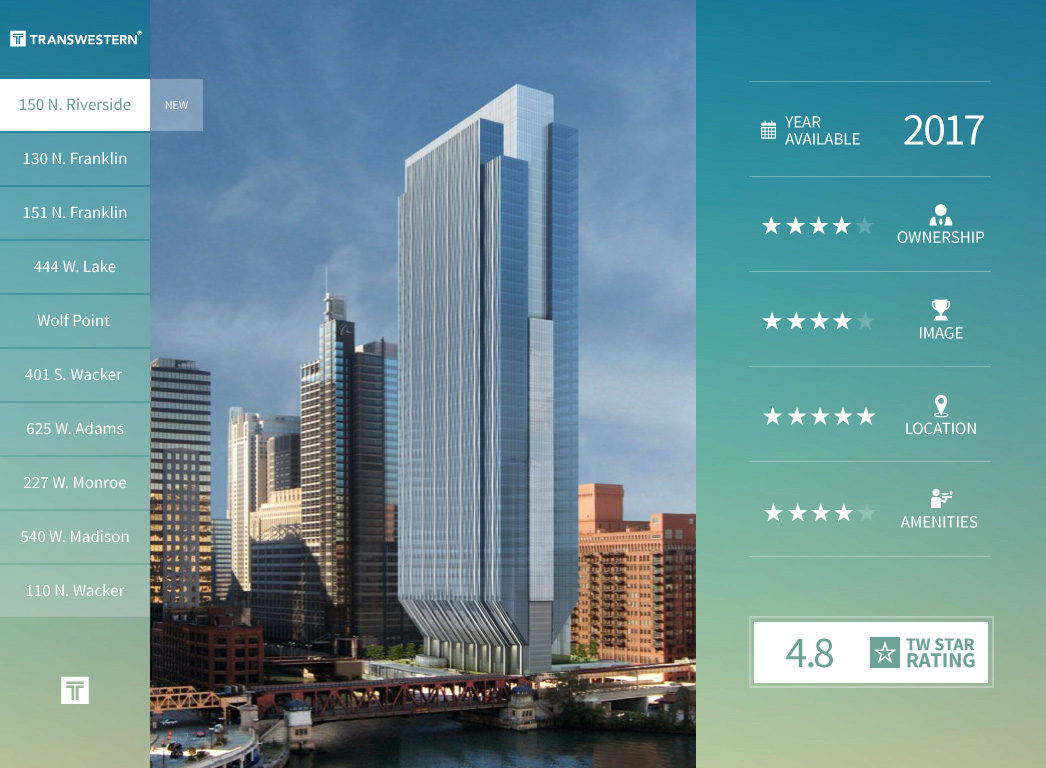 TRANSWESTERN®
150 N. Riverside
NEW
130 N. Franklin
151 N. Franklin
444 W. Lake
Wolf Point
401 S. Wacker
625 W. Adams
227 W. Monroe
540 W. Madison
110 N. Wacker
YEAR
AVAILABLE
2017
OWNERSHIP
IMAGE
LOCATION
AMENITIES
4.8
TW STAR
RATING